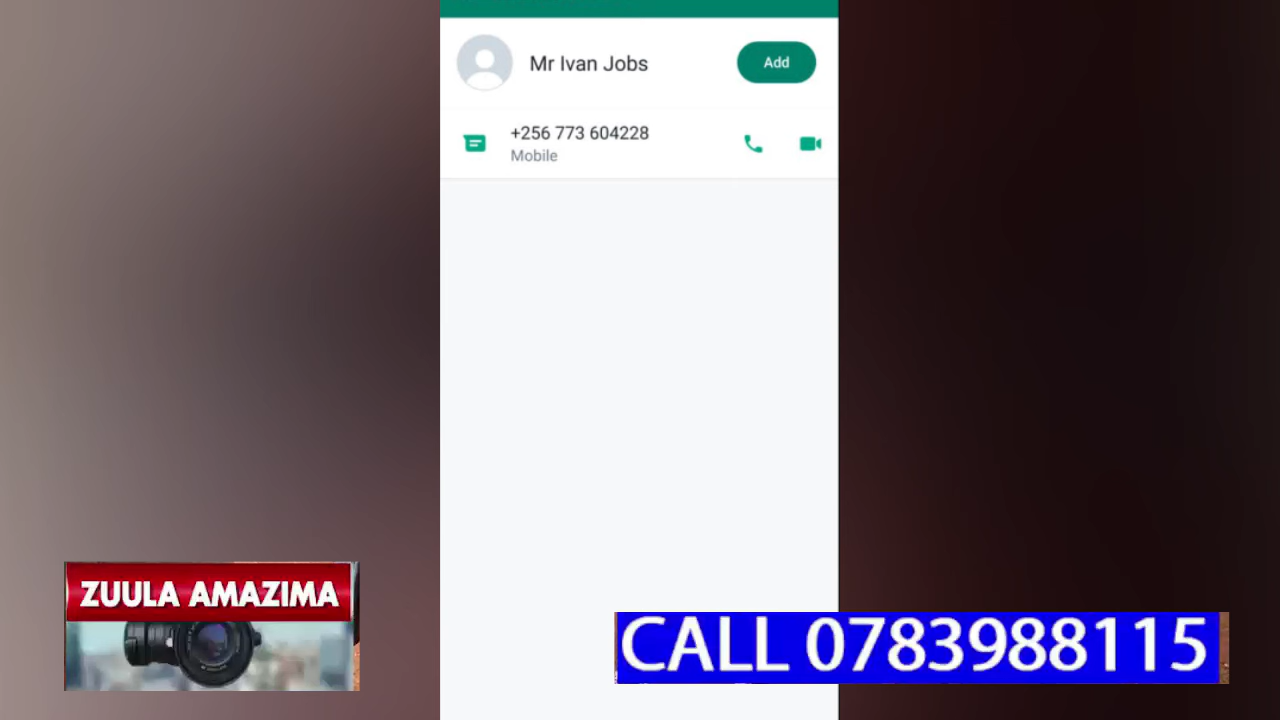 Mr Ivan Jobs
Add
+256 773 604228
Mobile
ZUULA AMAZIMA
CALL 0783988115